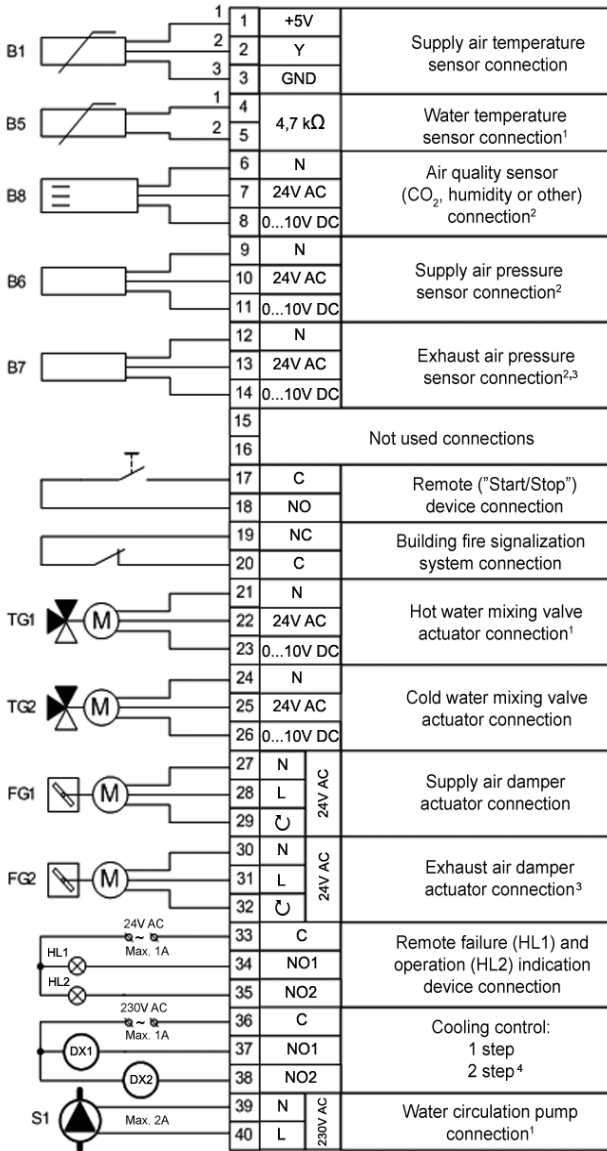 B1 1 1 +5V Supply air temperature
2 2 Y sensor connection
3 3 GND
B5 1 4 4,7 kΩ Water temperature
2 5 sensor connection¹
B8 6 N Air quality sensor
7 24V AC (CO₂, humidity or other)
8 0...10V DC connection²
B6 9 N Supply air pressure
10 24V AC sensor connection²
11 0...10V DC
B7 12 N Exhaust air pressure
13 24V AC sensor connection²,³
14 0...10V DC
15 Not used connections
16
17 C Remote ("Start/Stop")
18 NO device connection
19 NC Building fire signalization
20 C system connection
TG1 M 21 N Hot water mixing valve
22 24V AC actuator connection¹
23 0...10V DC
TG2 M 24 N Cold water mixing valve
25 24V AC actuator connection
26 0...10V DC
FG1 M 27 N 24V AC Supply air damper
28 L actuator connection
29 ↻
FG2 M 30 N 24V AC Exhaust air damper
31 L actuator connection³
32 ↻
24V AC ~ Max. 1A 33 C Remote failure (HL1) and
HL1 34 NO1 operation (HL2) indication
HL2 35 NO2 device connection
230V AC ~ Max. 1A 36 C Cooling control:
DX1 37 NO1 1 step
DX2 38 NO2 2 step⁴
S1 Max. 2A 39 N 230V AC Water circulation pump
40 L connection¹